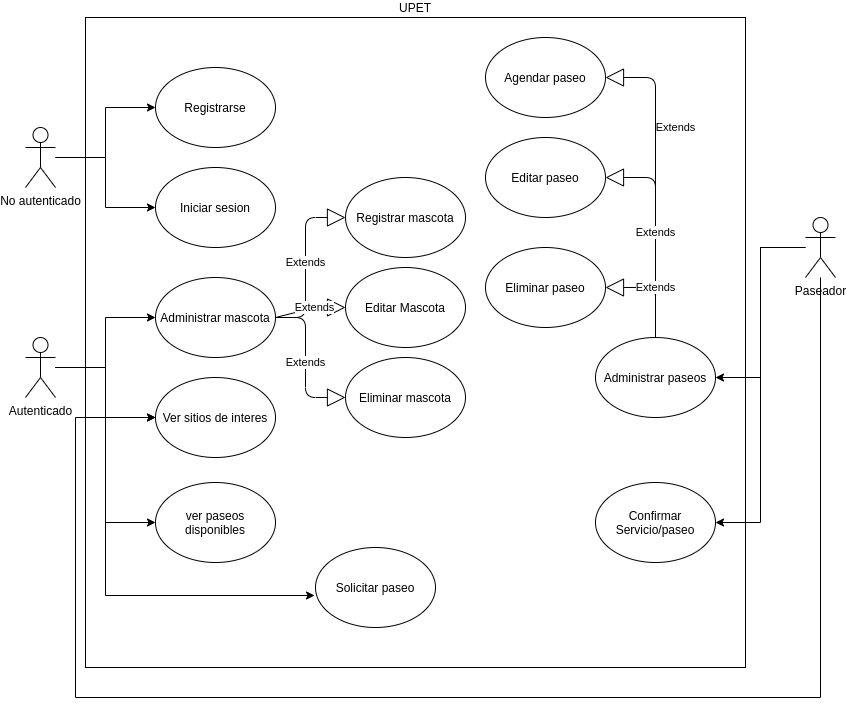 UPET
Registrarse
No autenticado
Iniciar sesion
Administrar mascota
Autenticado
Ver sitios de interes
ver paseos
disponibles
Solicitar paseo
Registrar mascota
Extends
Extends
Editar Mascota
Extends
Eliminar mascota
Agendar paseo
Extends
Editar paseo
Extends
Eliminar paseo
Extends
Paseador
Administrar paseos
Confirmar
Servicio/paseo